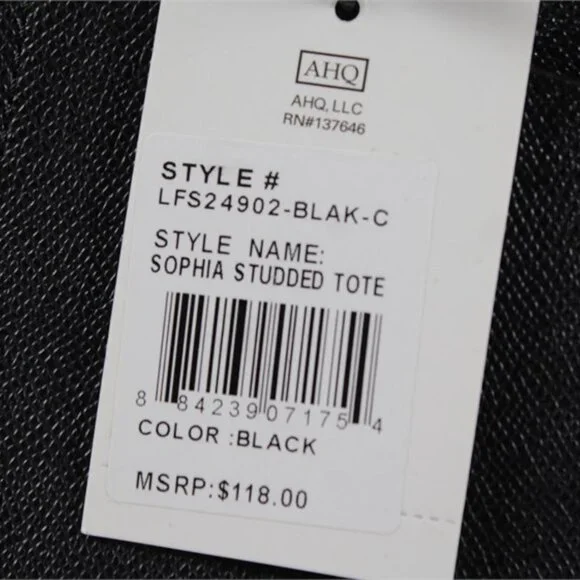 AHQ
AHQ, LLC
RN#137646
STYLE #
LFS24902-BLAK-C
STYLE NAME:
SOPHIA STUDDED TOTE
8 84239 07175 4
COLOR :BLACK
MSRP:$118.00